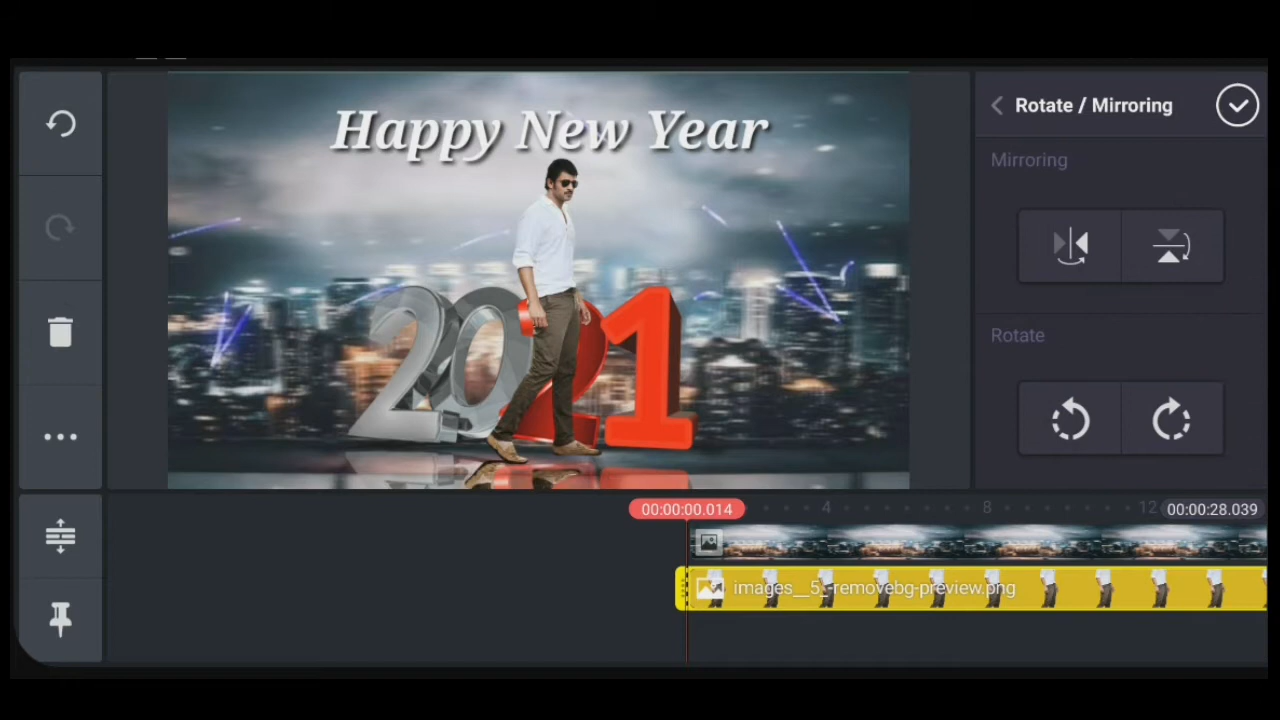 Happy New Year
2021
Rotate / Mirroring
Mirroring
Rotate
00:00:00.014
4
8
12
00:00:28.039
images__5_-removebg-preview.png